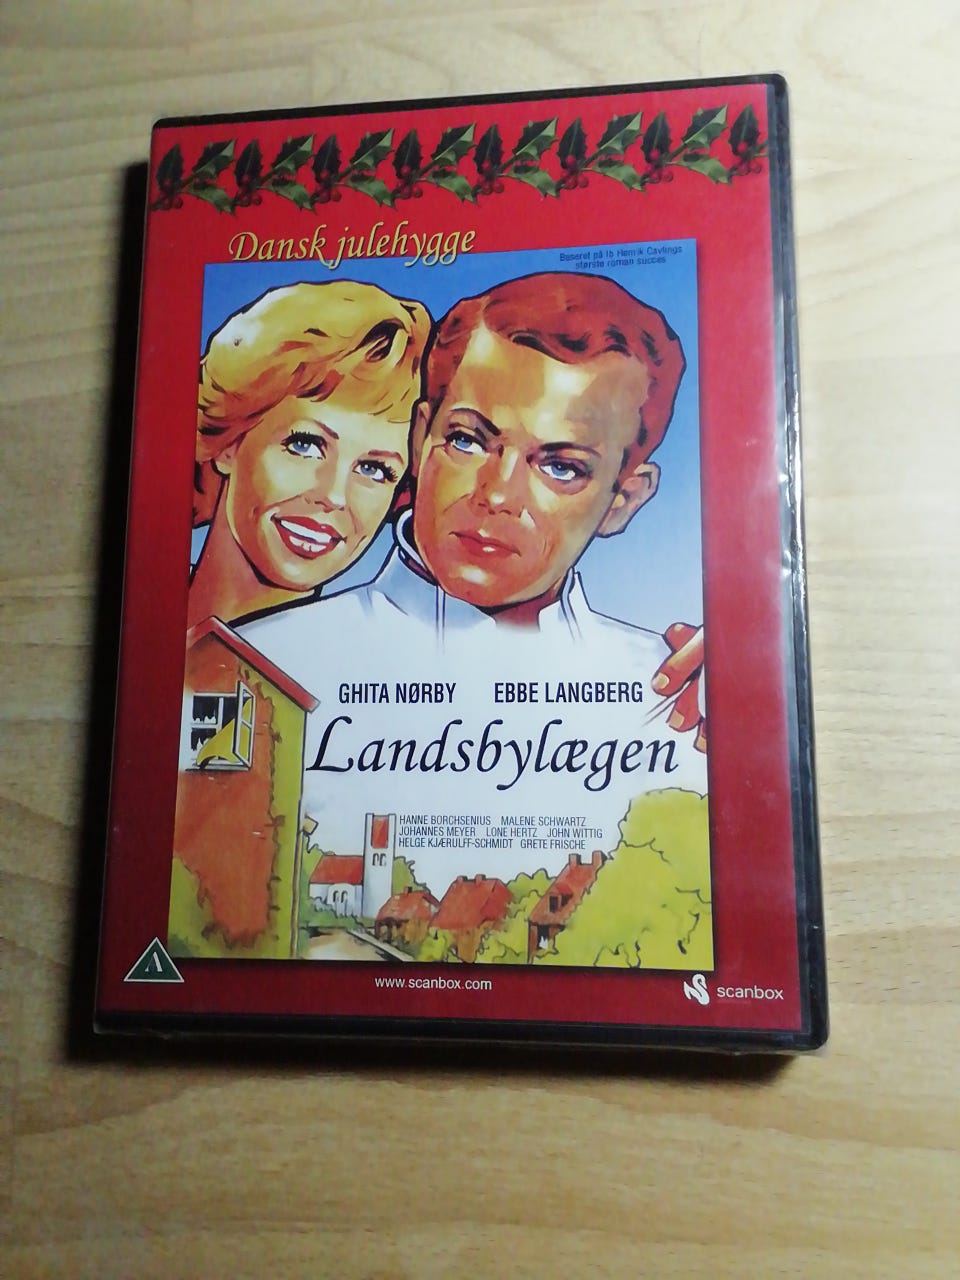 Dansk julehygge
Baseret på Ib Henrik Cavlings
største roman succes
GHITA NØRBY EBBE LANGBERG
Landsbylægen
HANNE BORCHSENIUS MALENE SCHWARTZ
JOHANNES MEYER LONE HERTZ JOHN WITTIG
HELGE KJÆRULFF-SCHMIDT GRETE FRISCHE
A
www.scanbox.com
scanbox